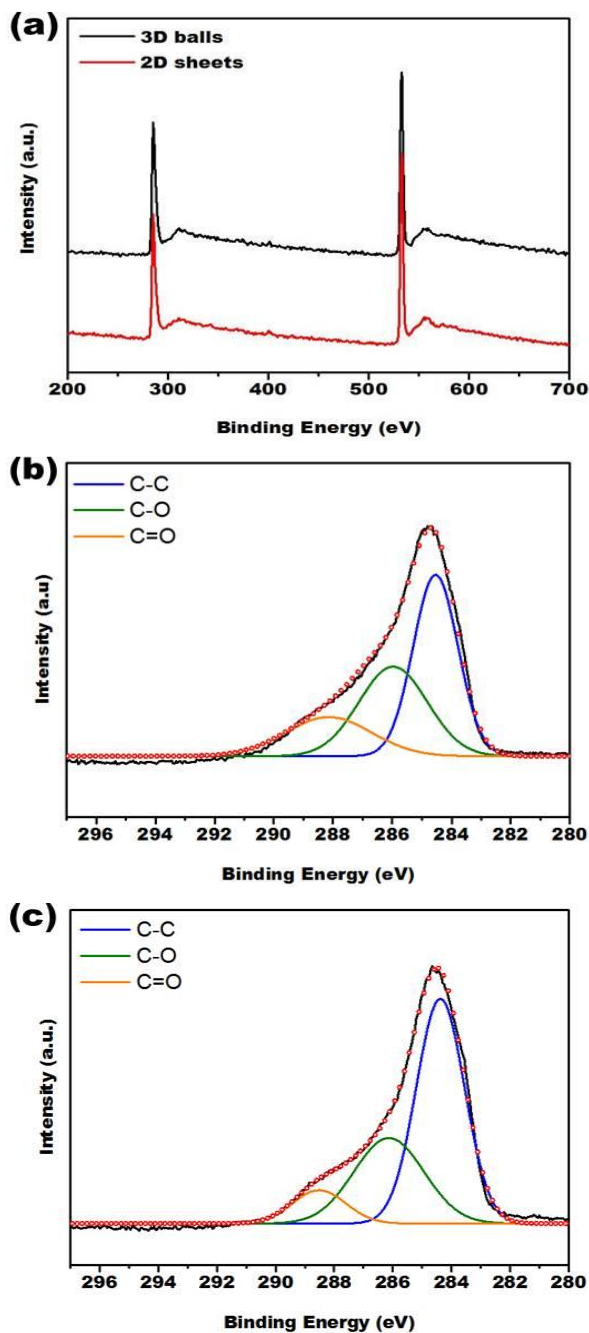 (a)
3D balls
2D sheets
Intensity (a.u.)
200 300 400 500 600 700
Binding Energy (eV)
(b)
C-C
C-O
C=O
Intensity (a.u)
296 294 292 290 288 286 284 282 280
Binding Energy (eV)
(c)
C-C
C-O
C=O
Intensity (a.u.)
296 294 292 290 288 286 284 282 280
Binding Energy (eV)